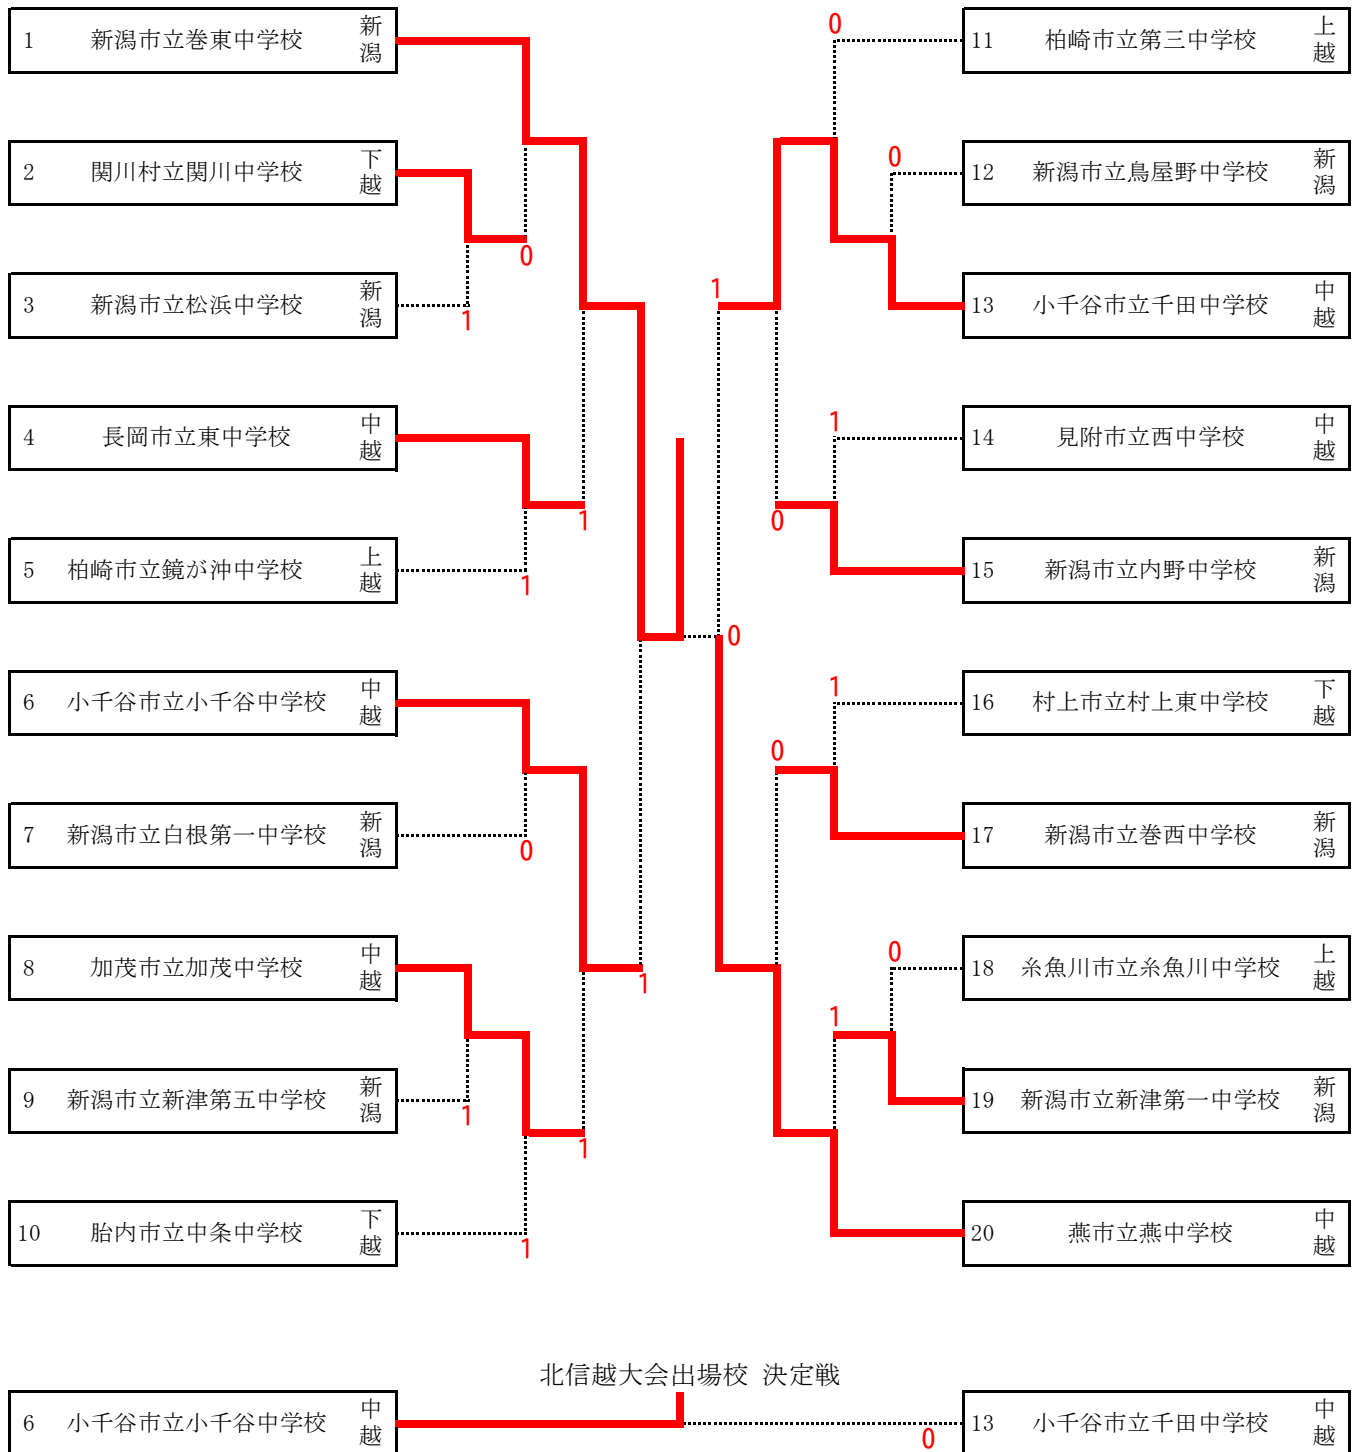 1 新潟市立巻東中学校 新潟
2 関川村立関川中学校 下越
0
3 新潟市立松浜中学校 新潟
1
4 長岡市立東中学校 中越
1
5 柏崎市立鏡が沖中学校 上越
1
6 小千谷市立小千谷中学校 中越
7 新潟市立白根第一中学校 新潟
0
8 加茂市立加茂中学校 中越
1
9 新潟市立新津第五中学校 新潟
1
1
10 胎内市立中条中学校 下越
1
0
11 柏崎市立第三中学校 上越
0
12 新潟市立鳥屋野中学校 新潟
1
13 小千谷市立千田中学校 中越
1
14 見附市立西中学校 中越
0
15 新潟市立内野中学校 新潟
0
1
16 村上市立村上東中学校 下越
0
17 新潟市立巻西中学校 新潟
0
18 糸魚川市立糸魚川中学校 上越
1
19 新潟市立新津第一中学校 新潟
20 燕市立燕中学校 中越
北信越大会出場校 決定戦
6 小千谷市立小千谷中学校 中越
0
13 小千谷市立千田中学校 中越